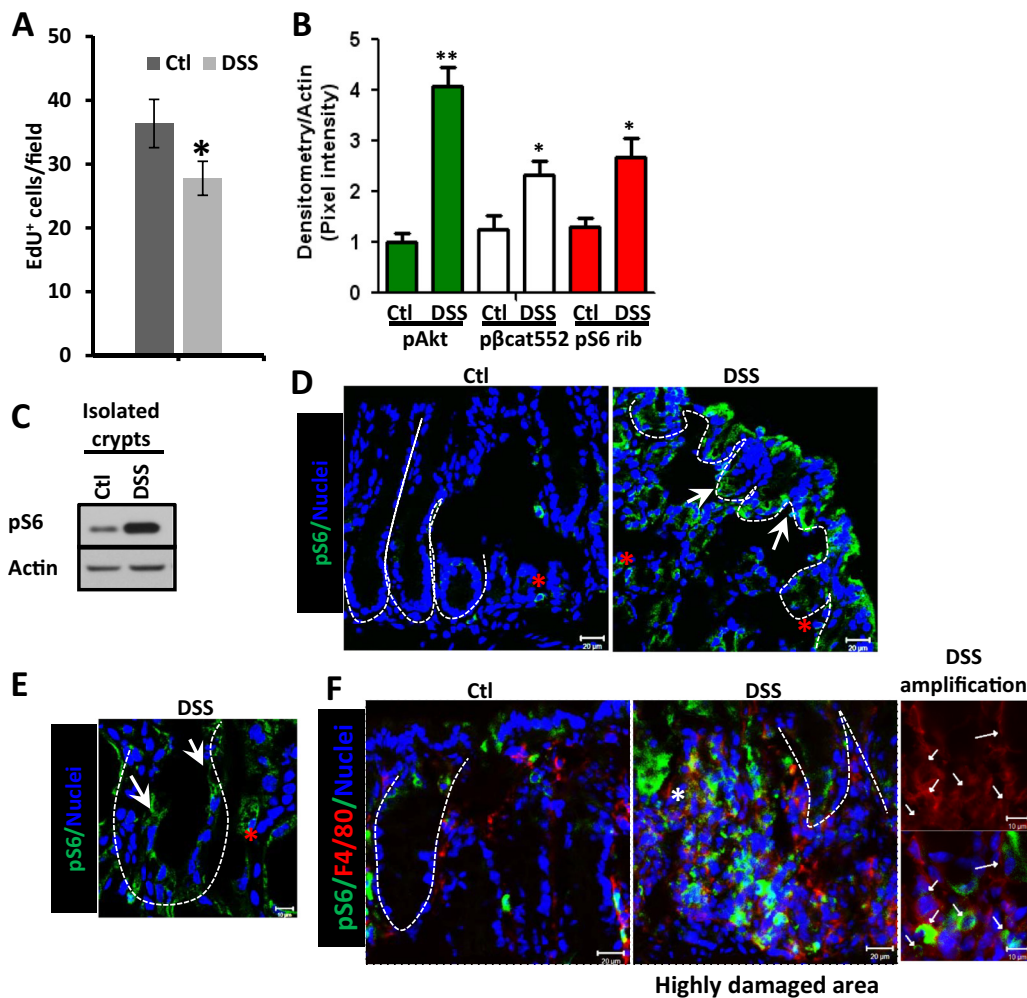 A
50
40
30
20
10
0
EdU⁺ cells/field
Ctl DSS
*
B
5
4
3
2
1
0
Densitometry/Actin
(Pixel intensity)
** * *
Ctl DSS Ctl DSS Ctl DSS
pAkt pβcat552 pS6 rib
C
Isolated
crypts
Ctl DSS
pS6
Actin
D
Ctl DSS
pS6/Nuclei
*
20 µm
* *
20 µm
E
DSS
pS6/Nuclei
*
F
Ctl DSS
DSS
amplification
pS6/F4/80/Nuclei
20 µm
*
20 µm
10 µm
10 µm
Highly damaged area